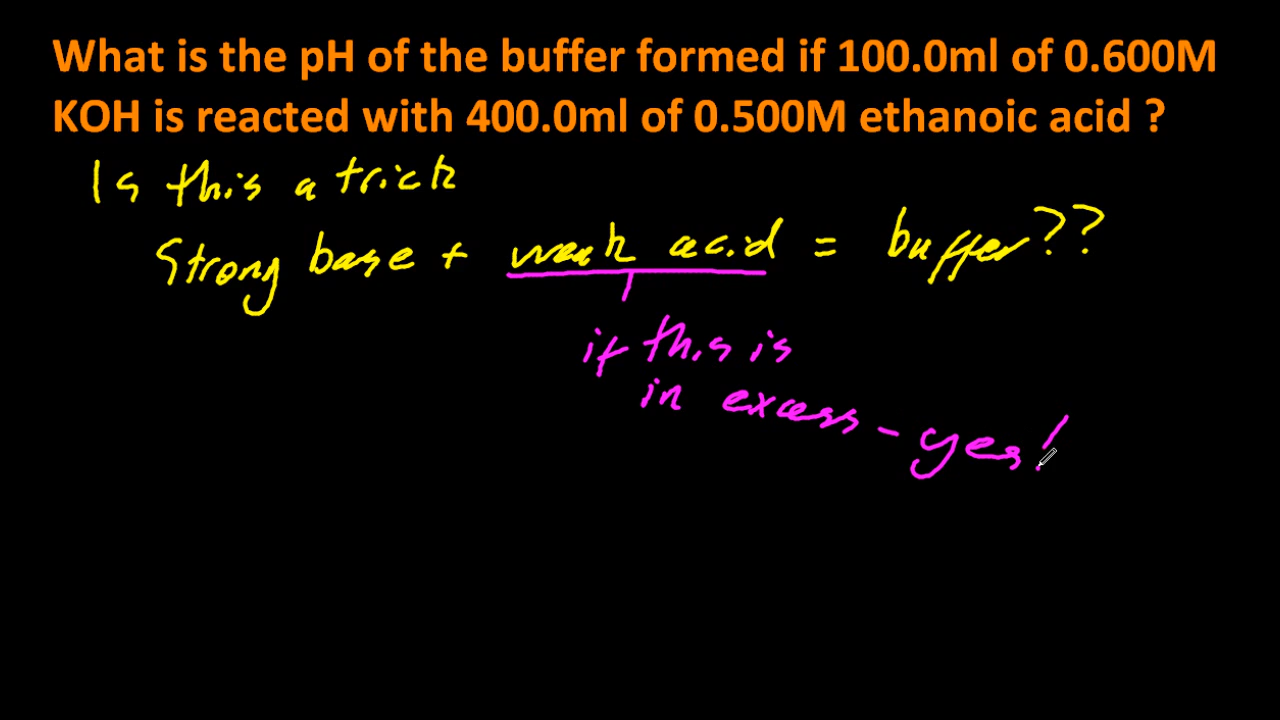 What is the pH of the buffer formed if 100.0ml of 0.600M
KOH is reacted with 400.0ml of 0.500M ethanoic acid ?
Is this a trick
Strong base + weak acid = buffer??
if this is
in excess - yes!